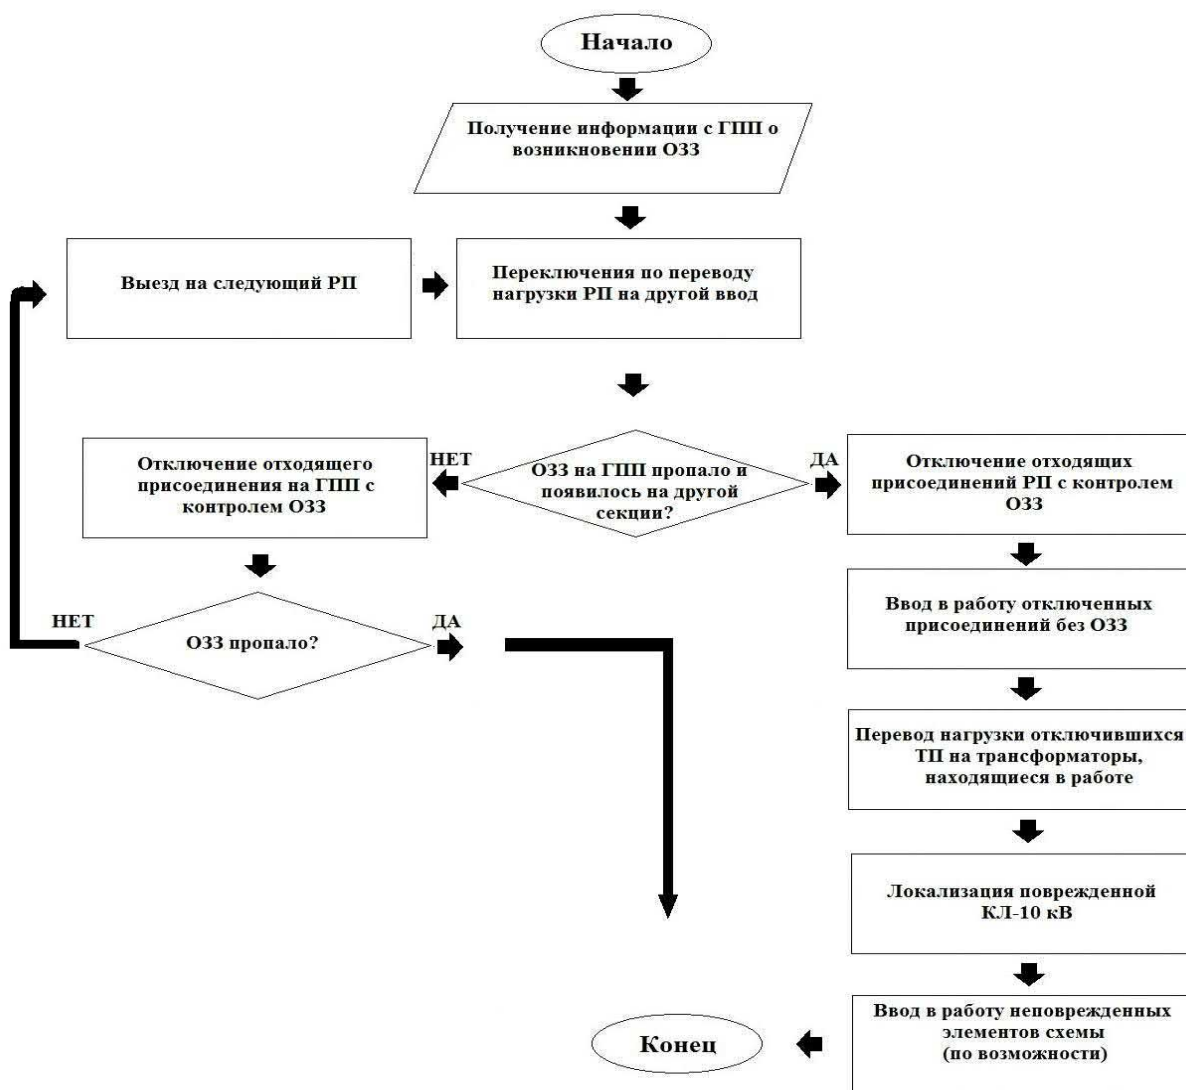 Начало
Получение информации с ГПП о
возникновении ОЗЗ
Выезд на следующий РП
Переключения по переводу
нагрузки РП на другой ввод
Отключение отходящего
присоединения на ГПП с
контролем ОЗЗ
НЕТ
ОЗЗ на ГПП пропало и
появилось на другой
секции?
ДА
Отключение отходящих
присоединений РП с контролем
ОЗЗ
НЕТ
ОЗЗ пропало?
ДА
Ввод в работу отключенных
присоединений без ОЗЗ
Перевод нагрузки отключившихся
ТП на трансформаторы,
находящиеся в работе
Локализация поврежденной
КЛ-10 кВ
Ввод в работу неповрежденных
элементов схемы
(по возможности)
Конец